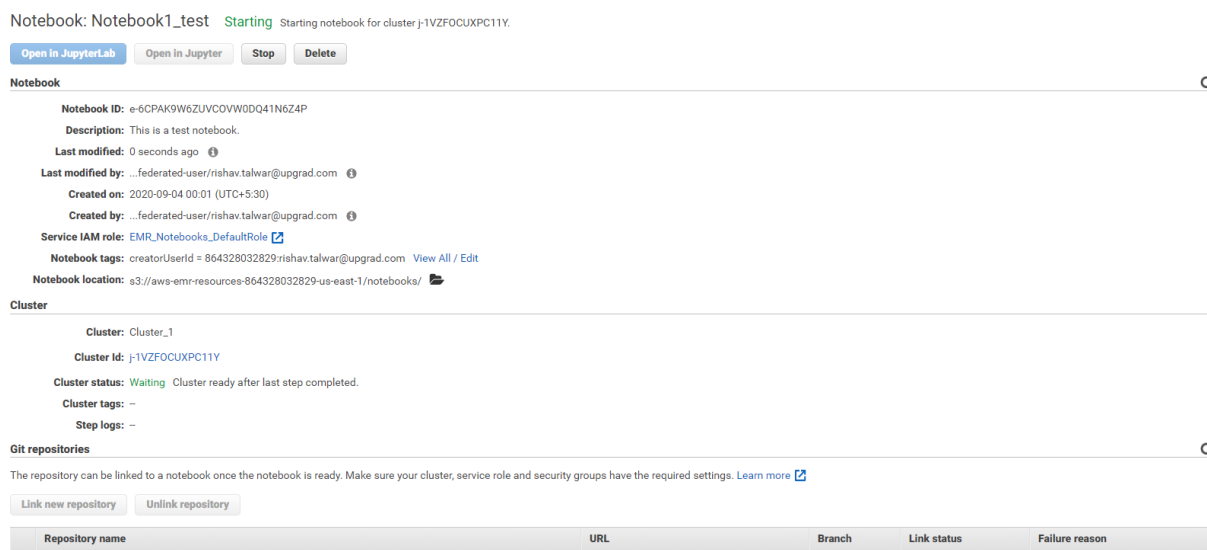 Notebook: Notebook1_test Starting Starting notebook for cluster j-1VZFOCUXPC11Y.
Open in JupyterLab Open in Jupyter Stop Delete
Notebook
Notebook ID: e-6CPAK9W6ZUVCOVW0DQ41N6Z4P
Description: This is a test notebook.
Last modified: 0 seconds ago
Last modified by: ...federated-user/rishav.talwar@upgrad.com
Created on: 2020-09-04 00:01 (UTC+5:30)
Created by: ...federated-user/rishav.talwar@upgrad.com
Service IAM role: EMR_Notebooks_DefaultRole
Notebook tags: creatorUserId = 864328032829:rishav.talwar@upgrad.com View All / Edit
Notebook location: s3://aws-emr-resources-864328032829-us-east-1/notebooks/
Cluster
Cluster: Cluster_1
Cluster Id: j-1VZFOCUXPC11Y
Cluster status: Waiting Cluster ready after last step completed.
Cluster tags: --
Step logs: --
Git repositories
The repository can be linked to a notebook once the notebook is ready. Make sure your cluster, service role and security groups have the required settings. Learn more
Link new repository Unlink repository
Repository name URL Branch Link status Failure reason